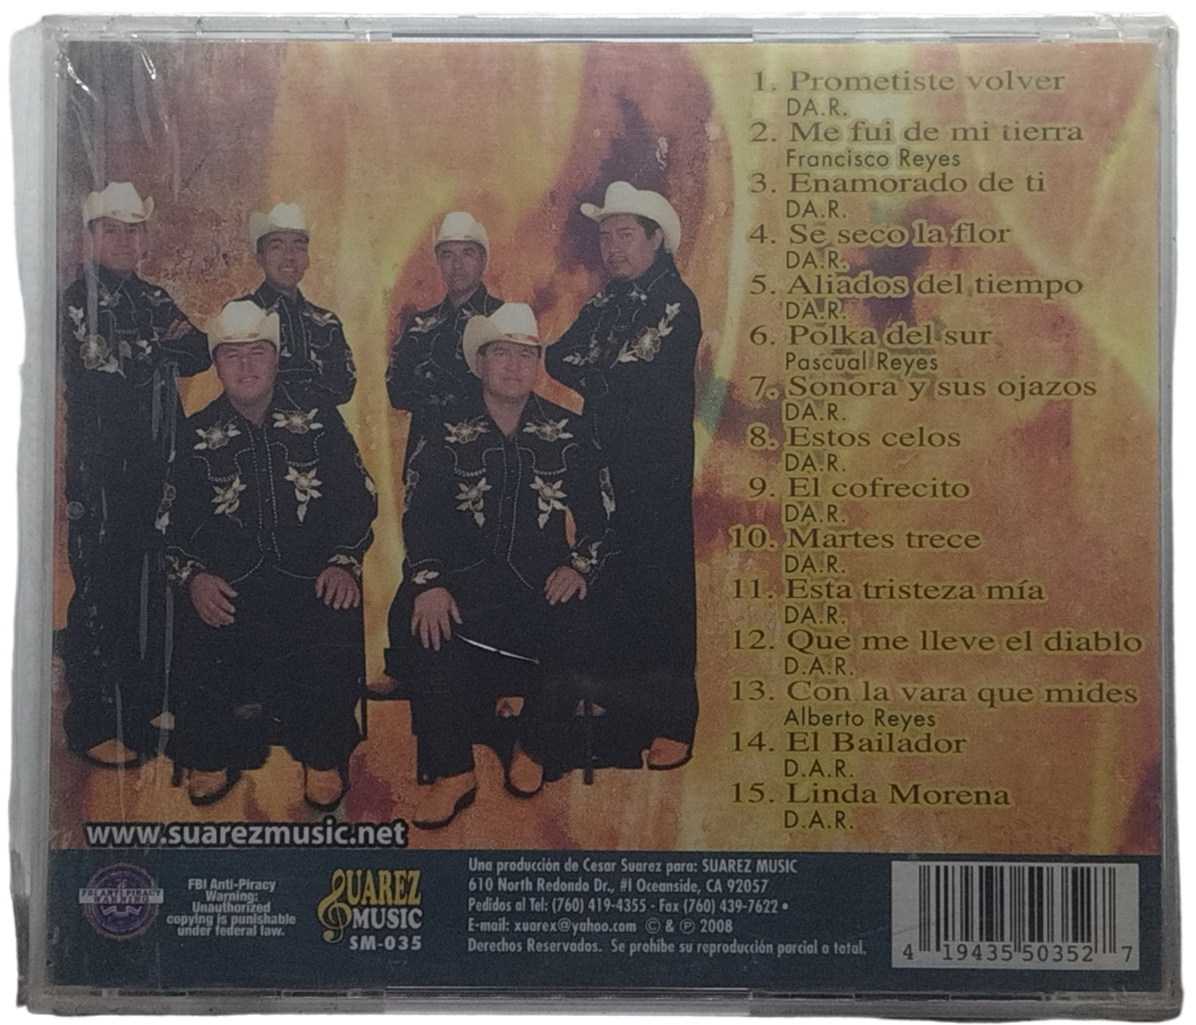 1. Prometiste volver
DA.R.
2. Me fui de mi tierra
Francisco Reyes
3. Enamorado de ti
DA.R.
4. Se seco la flor
DA.R.
5. Aliados del tiempo
DA.R.
6. Polka del sur
Pascual Reyes
7. Sonora y sus ojazos
DA.R.
8. Estos celos
DA.R.
9. El cofrecito
DA.R.
10. Martes trece
DA.R.
11. Esta tristeza mía
DA.R.
12. Que me lleve el diablo
D.A.R.
13. Con la vara que mides
Alberto Reyes
14. El Bailador
D.A.R.
15. Linda Morena
D.A.R.
www.suarezmusic.net
FBI ANTI-PIRACY
WARNING
FBI Anti-Piracy
Warning:
Unauthorized
copying is punishable
under federal law.
SUAREZ
MUSIC
SM-035
Una producción de Cesar Suarez para: SUAREZ MUSIC
610 North Redondo Dr., #I Oceanside, CA 92057
Pedidos al Tel: (760) 419-4355 - Fax (760) 439-7622 •
E-mail: xuarex@yahoo.com © & ℗ 2008
Derechos Reservados. Se prohibe su reproducción parcial o total.
4 19435 50352 7